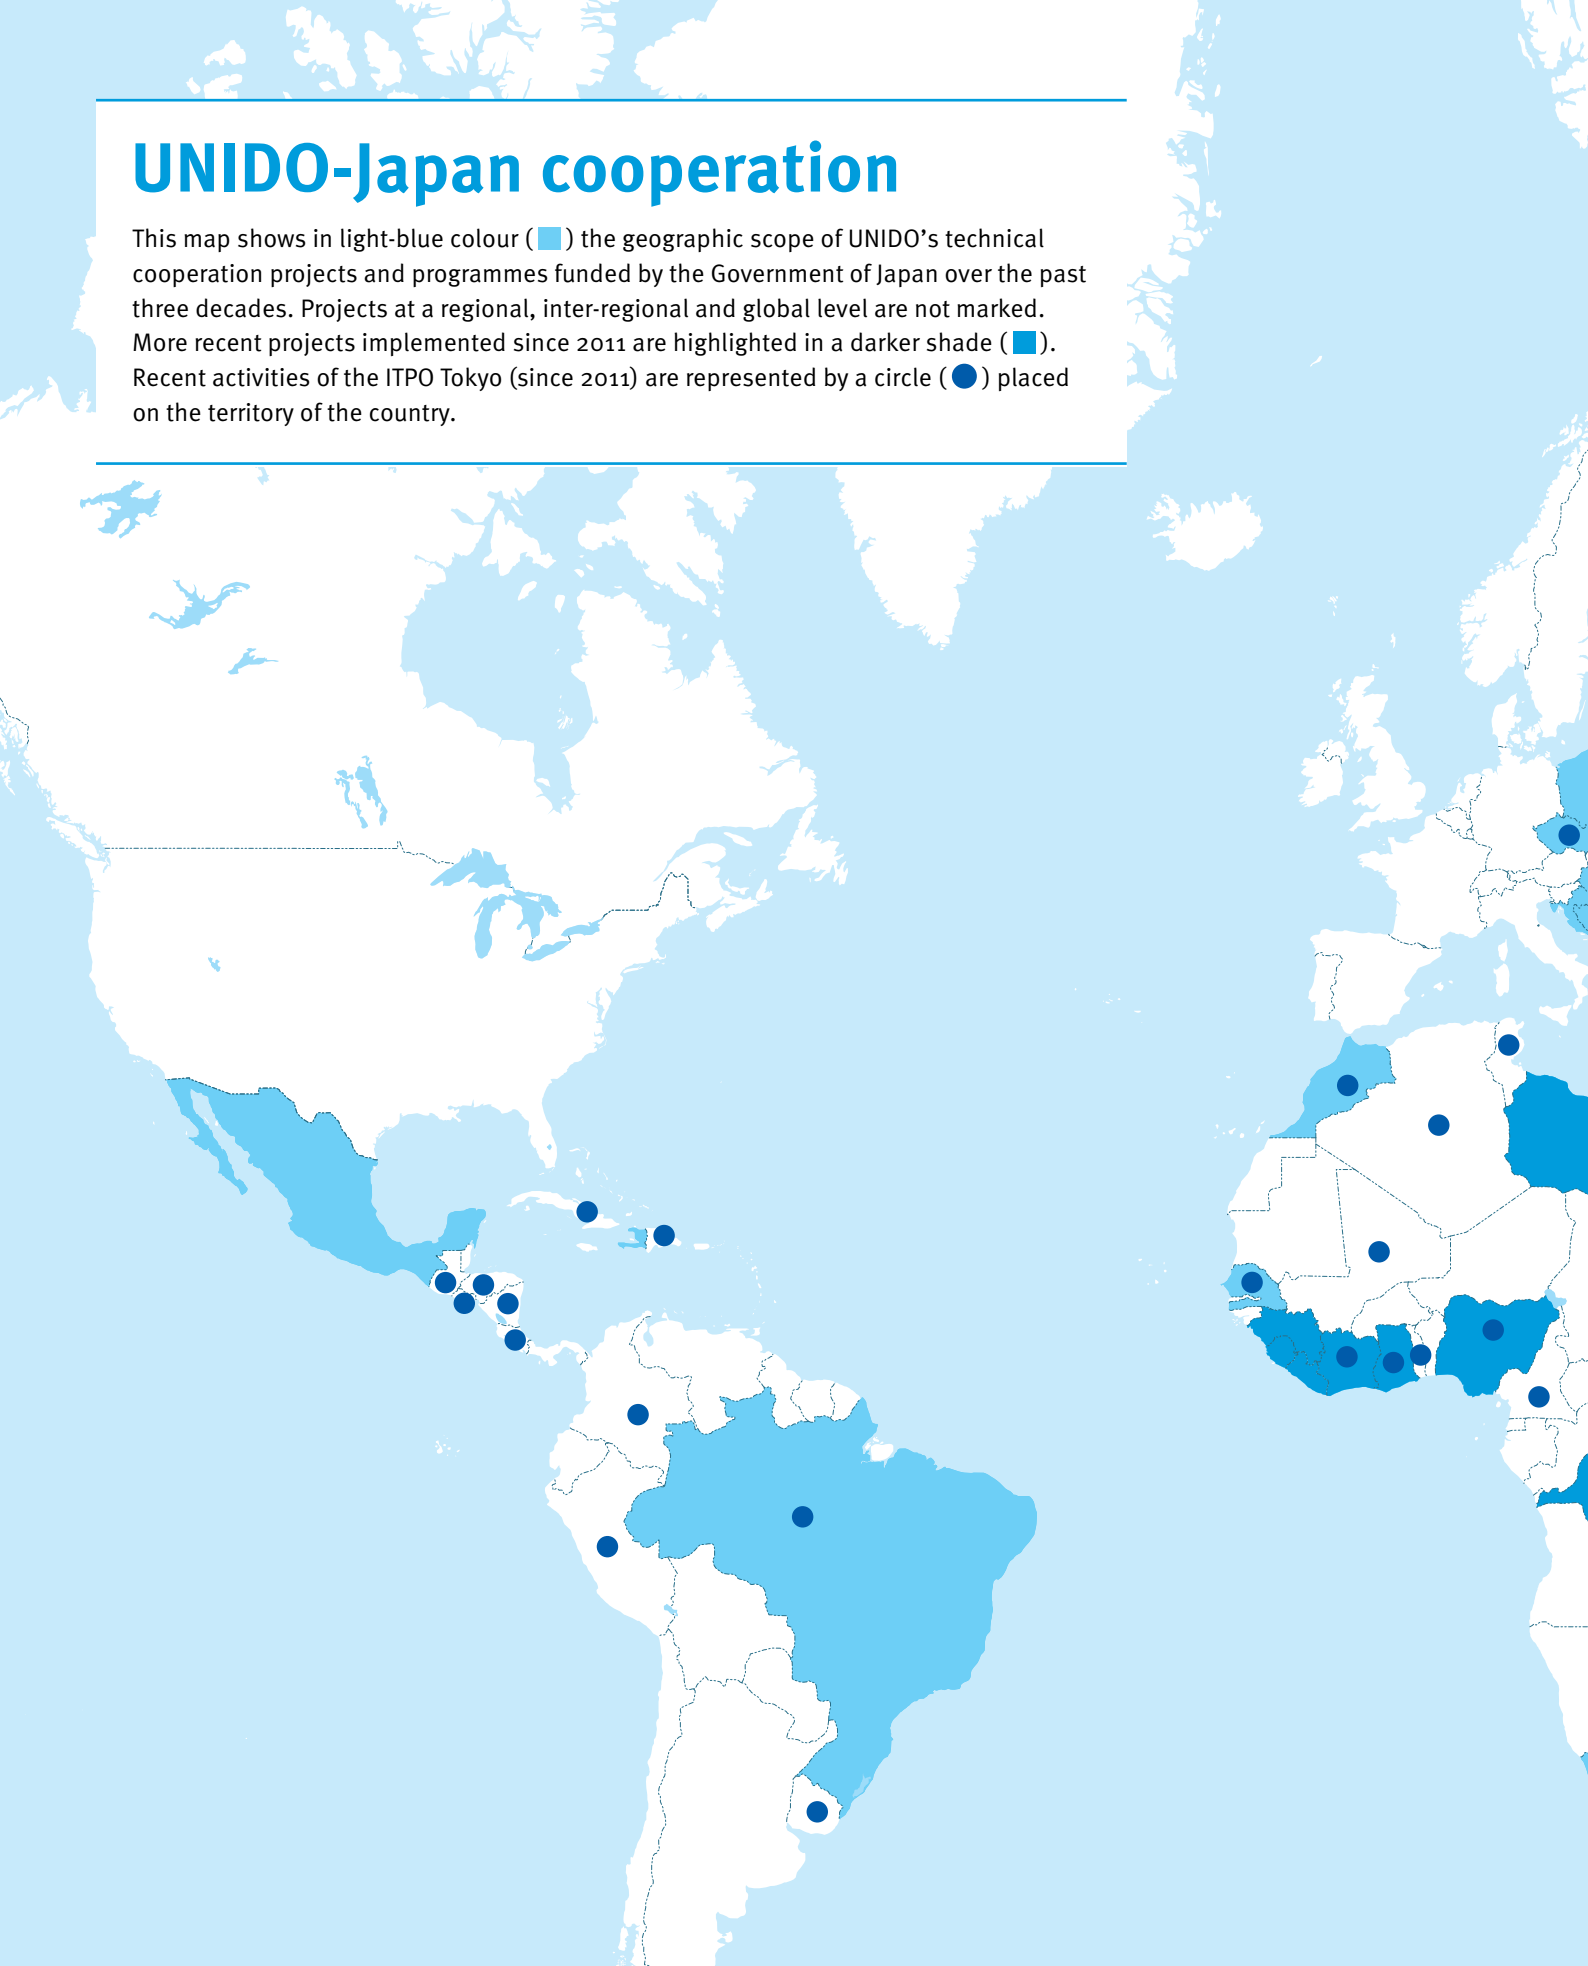 UNIDO-Japan cooperation
This map shows in light-blue colour ( ) the geographic scope of UNIDO's technical
cooperation projects and programmes funded by the Government of Japan over the past
three decades. Projects at a regional, inter-regional and global level are not marked.
More recent projects implemented since 2011 are highlighted in a darker shade ( ).
Recent activities of the ITPO Tokyo (since 2011) are represented by a circle ( ) placed
on the territory of the country.